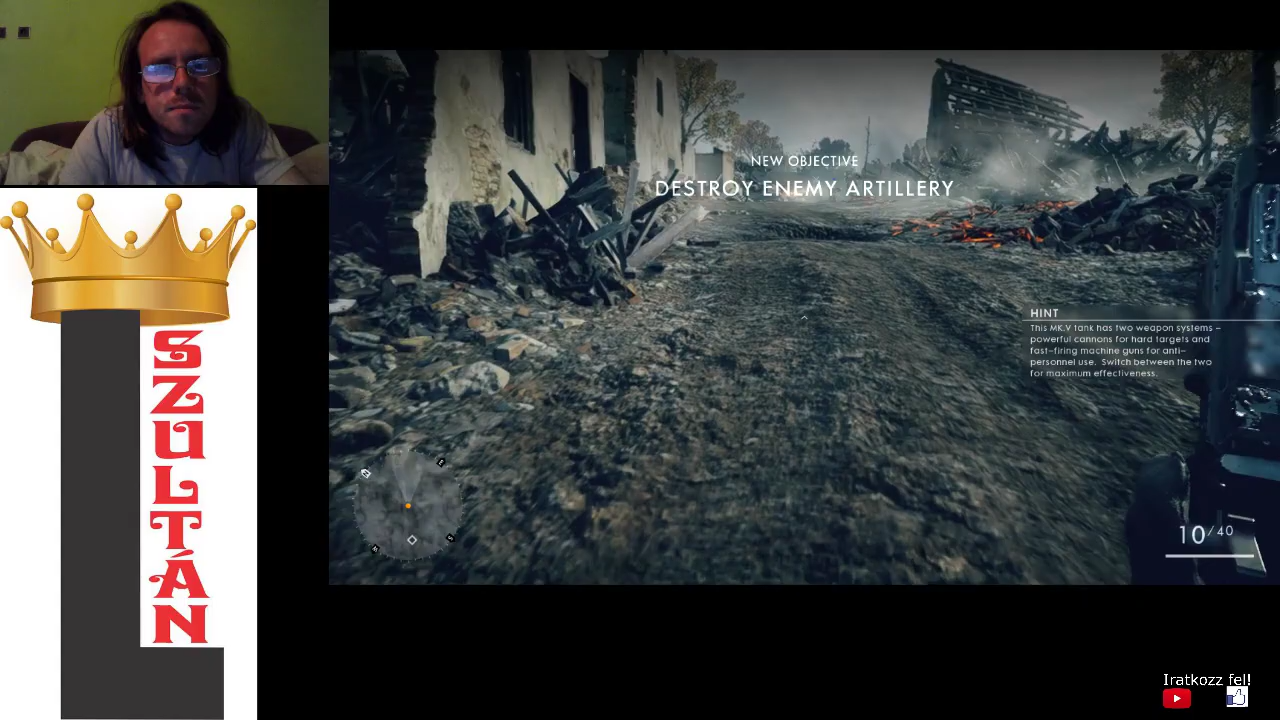 SZULTÁN
NEW OBJECTIVE
DESTROY ENEMY ARTILLERY
HINT
This MK.V tank has two weapon systems –
powerful cannons for hard targets and
fast-firing machine guns for anti-
personnel use. Switch between the two
for maximum effectiveness.
10/40
Iratkozz fel!